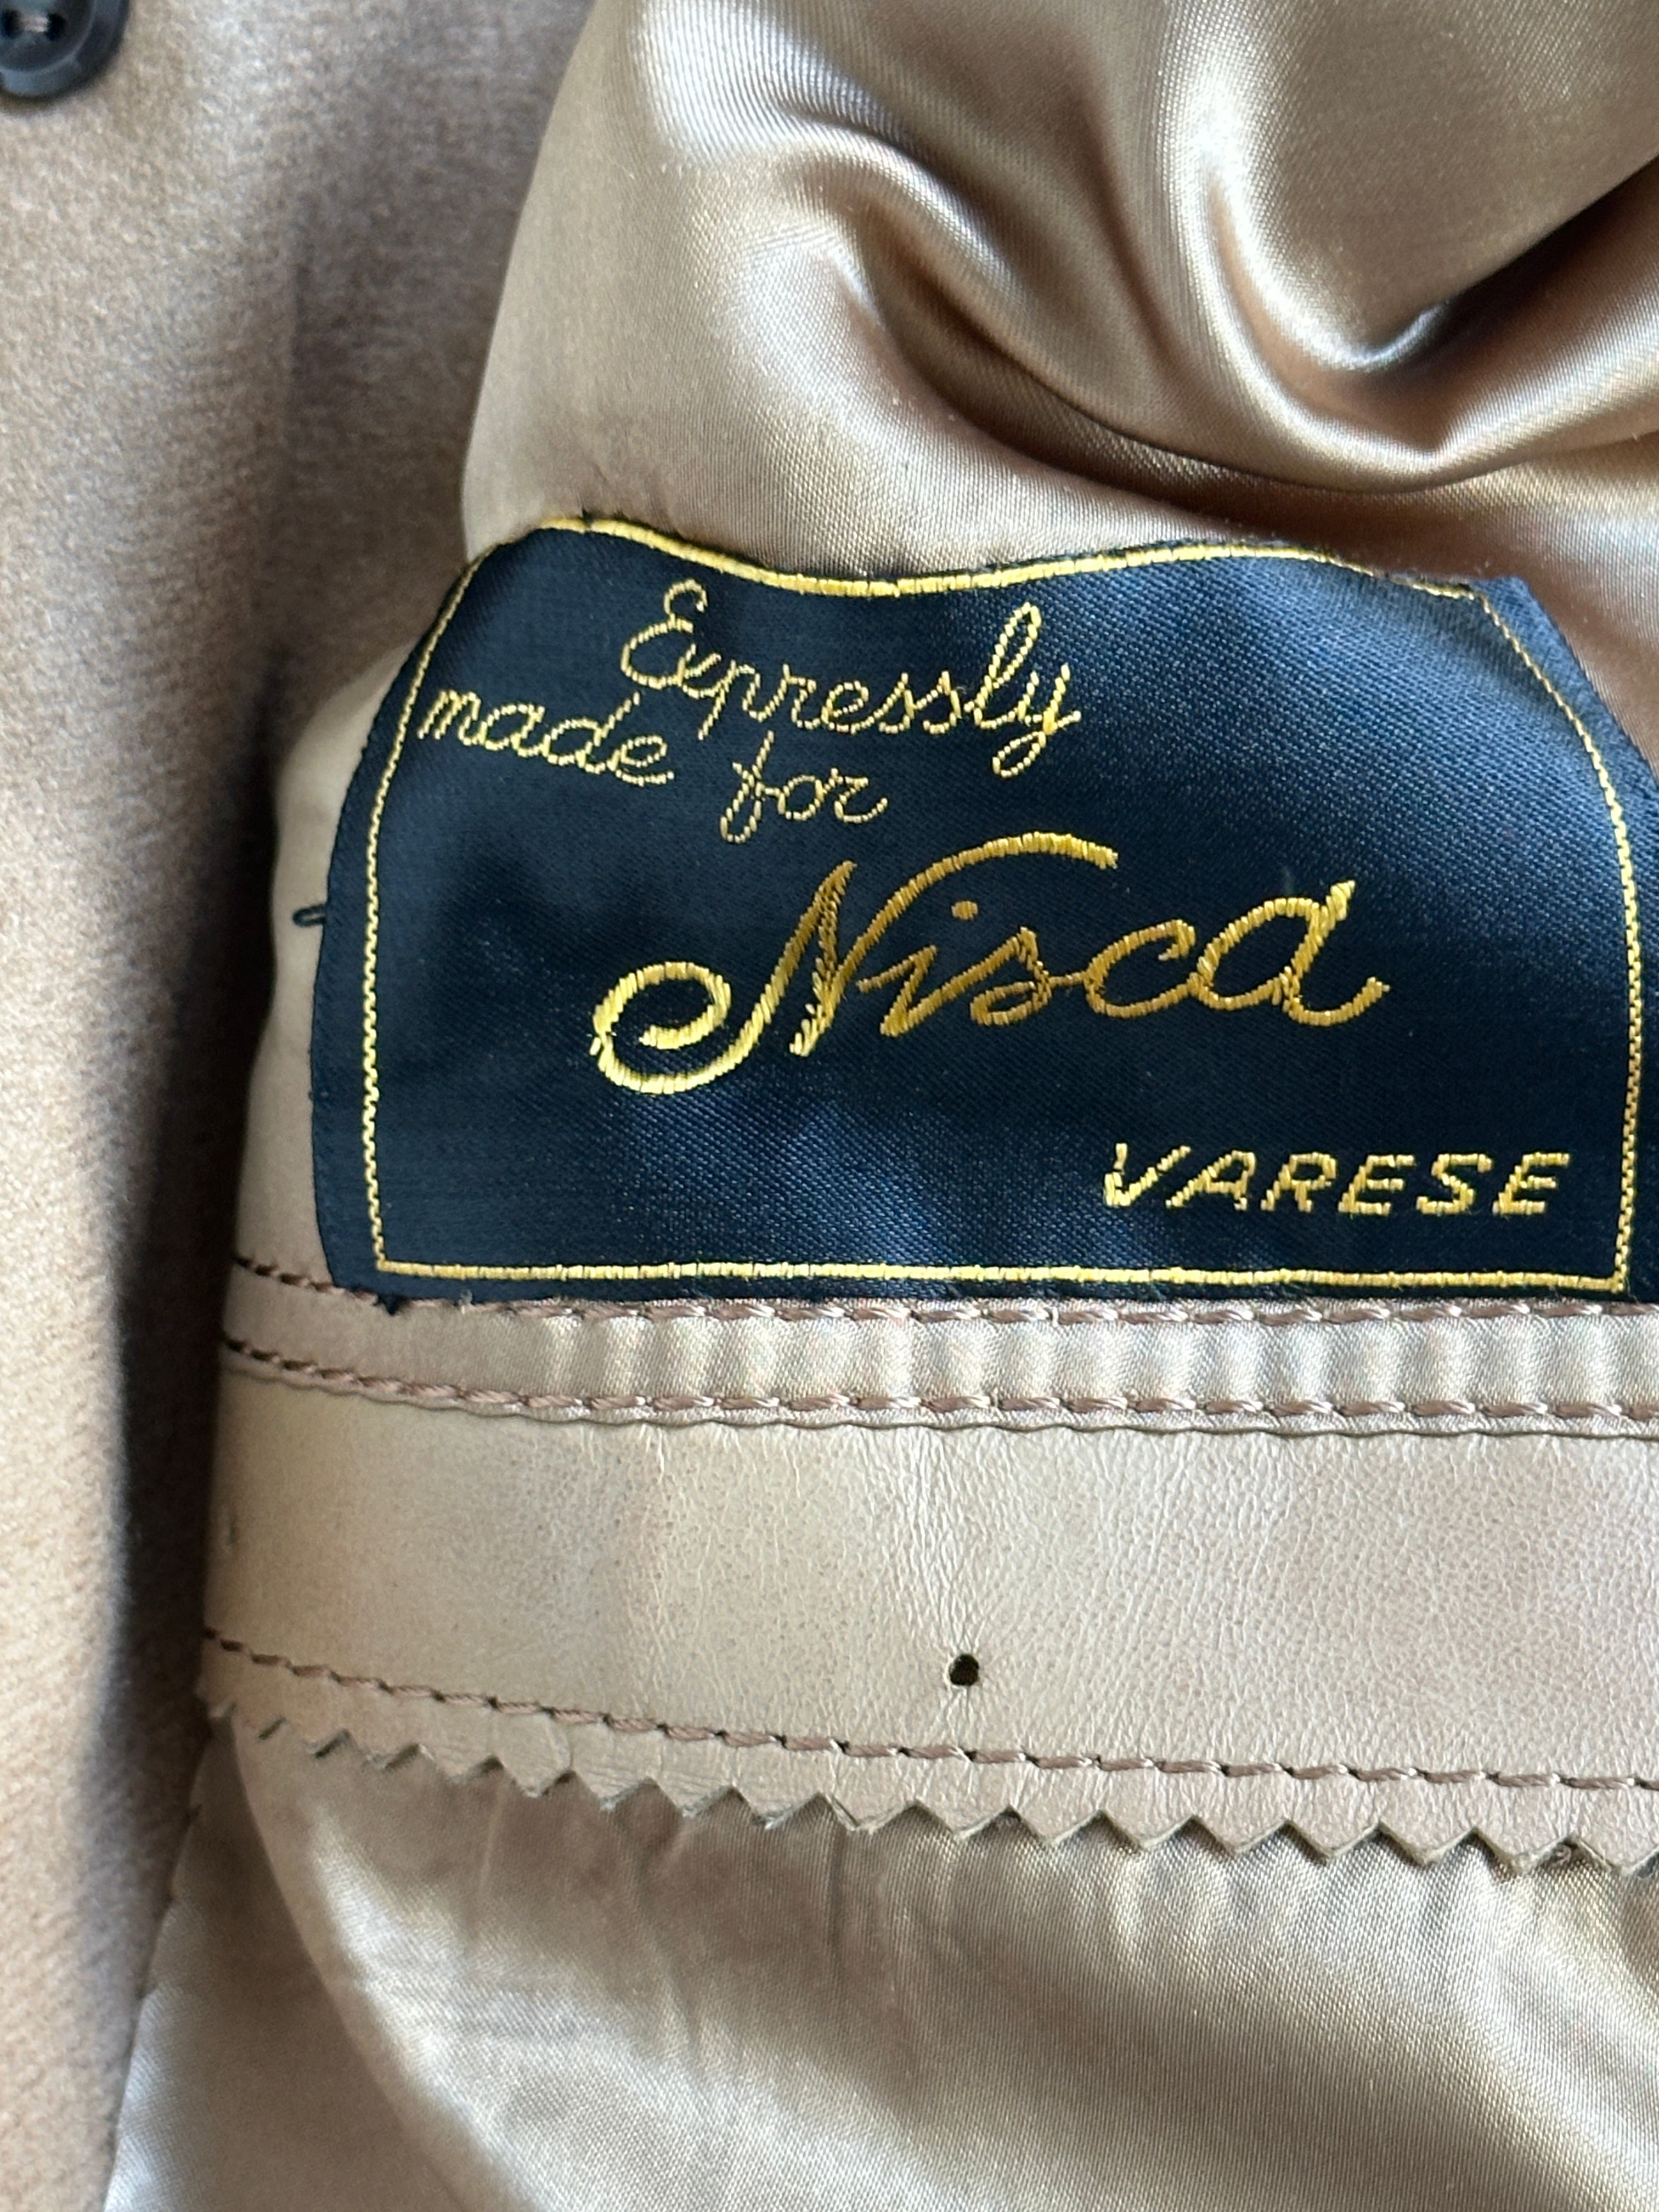 Expressly
made for
Nisca
VARESE